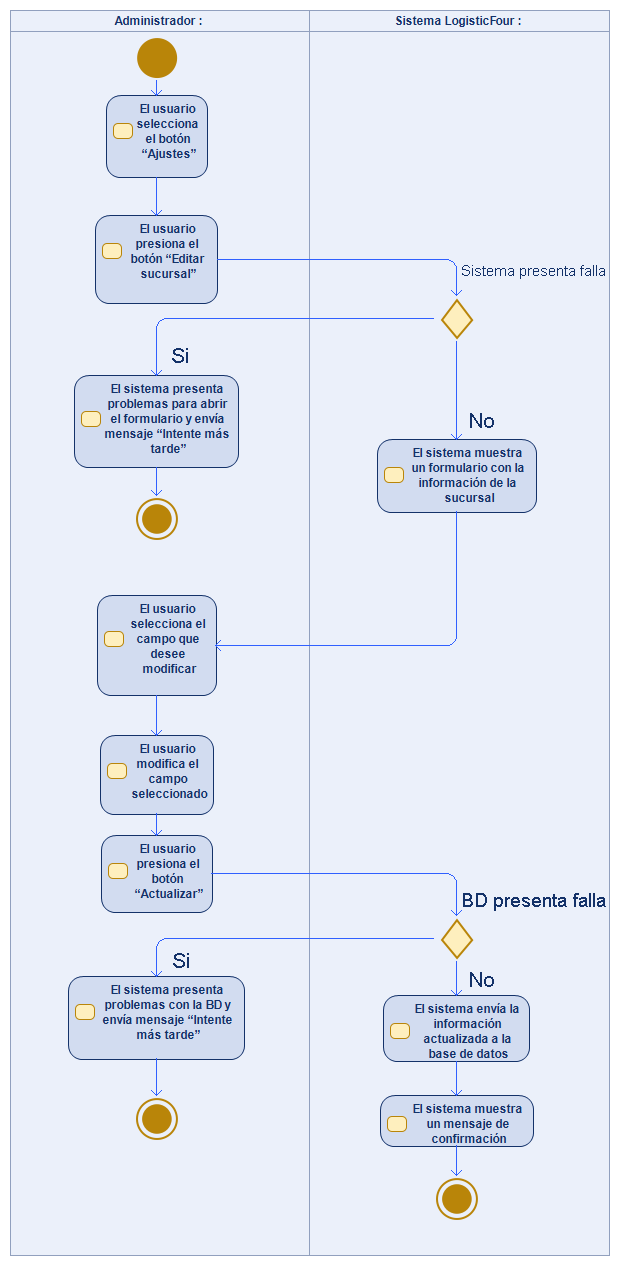 Administrador :
Sistema LogisticFour :
El usuario
selecciona
el botón
“Ajustes”
El usuario
presiona el
botón “Editar
sucursal”
Sistema presenta falla
Si
El sistema presenta
problemas para abrir
el formulario y envía
mensaje “Intente más
tarde”
No
El sistema muestra
un formulario con la
información de la
sucursal
El usuario
selecciona el
campo que
desee
modificar
El usuario
modifica el
campo
seleccionado
El usuario
presiona el
botón
“Actualizar”
BD presenta falla
Si
El sistema presenta
problemas con la BD y
envía mensaje “Intente
más tarde”
No
El sistema envía la
información
actualizada a la
base de datos
El sistema muestra
un mensaje de
confirmación